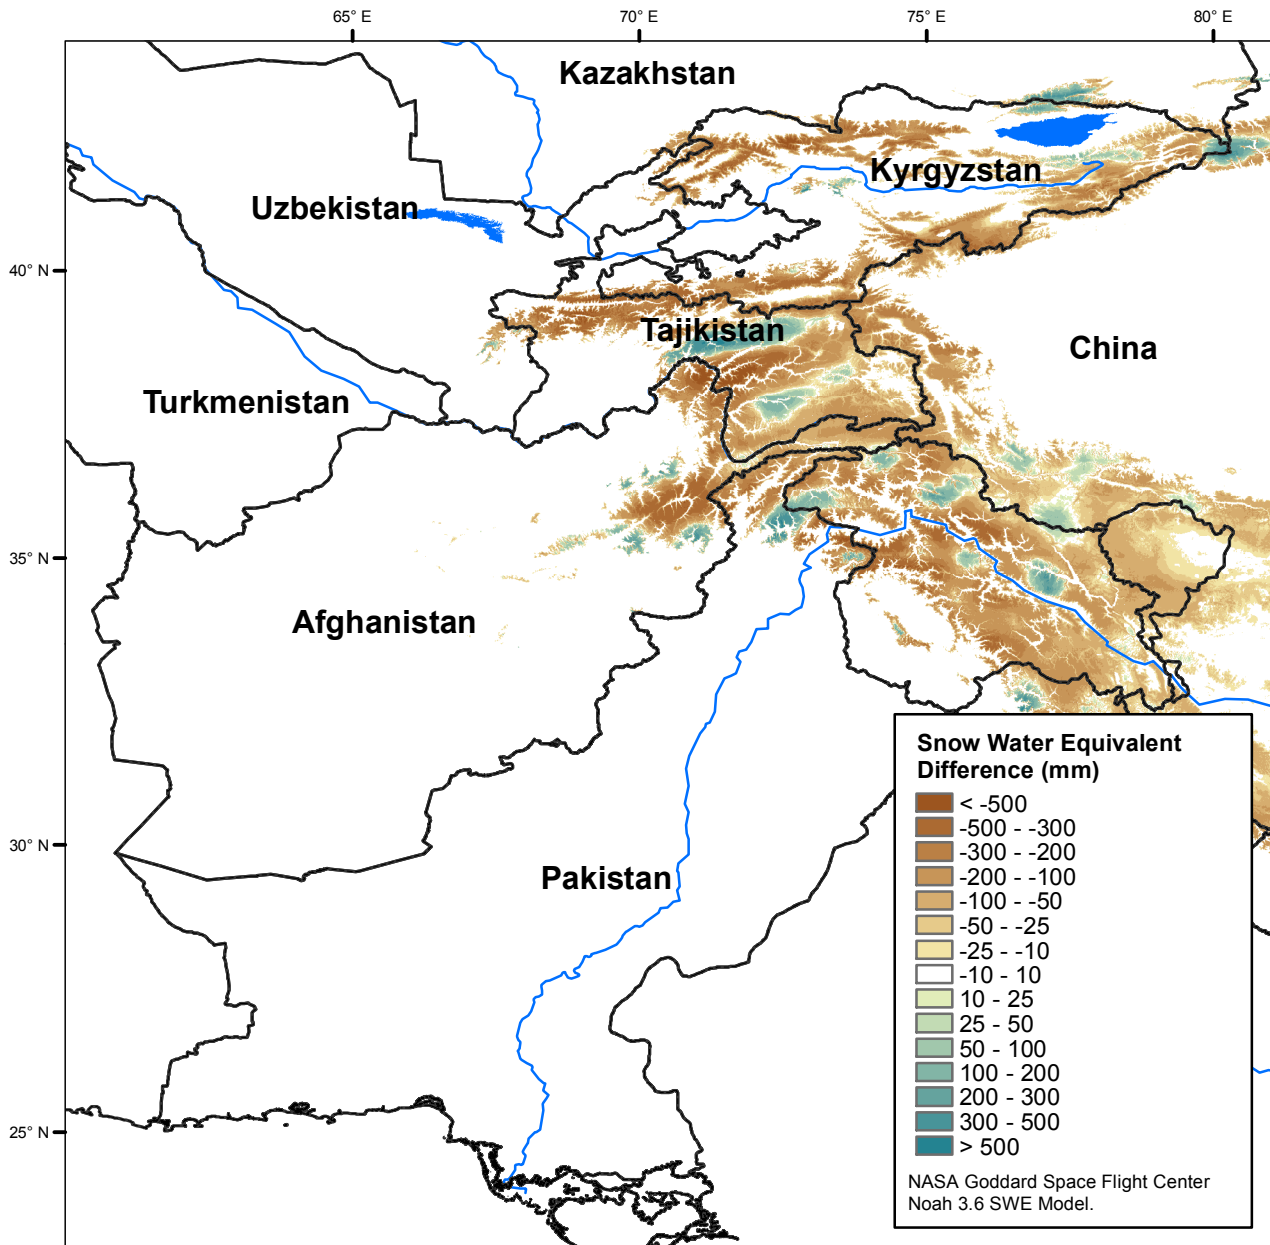 65° E
70° E
75° E
80° E
Kazakhstan
Kyrgyzstan
Uzbekistan
40° N
Tajikistan
China
Turkmenistan
35° N
Afghanistan
30° N
Pakistan
25° N
Snow Water Equivalent
Difference (mm)
< -500
-500 - -300
-300 - -200
-200 - -100
-100 - -50
-50 - -25
-25 - -10
-10 - 10
10 - 25
25 - 50
50 - 100
100 - 200
200 - 300
300 - 500
> 500
NASA Goddard Space Flight Center
Noah 3.6 SWE Model.